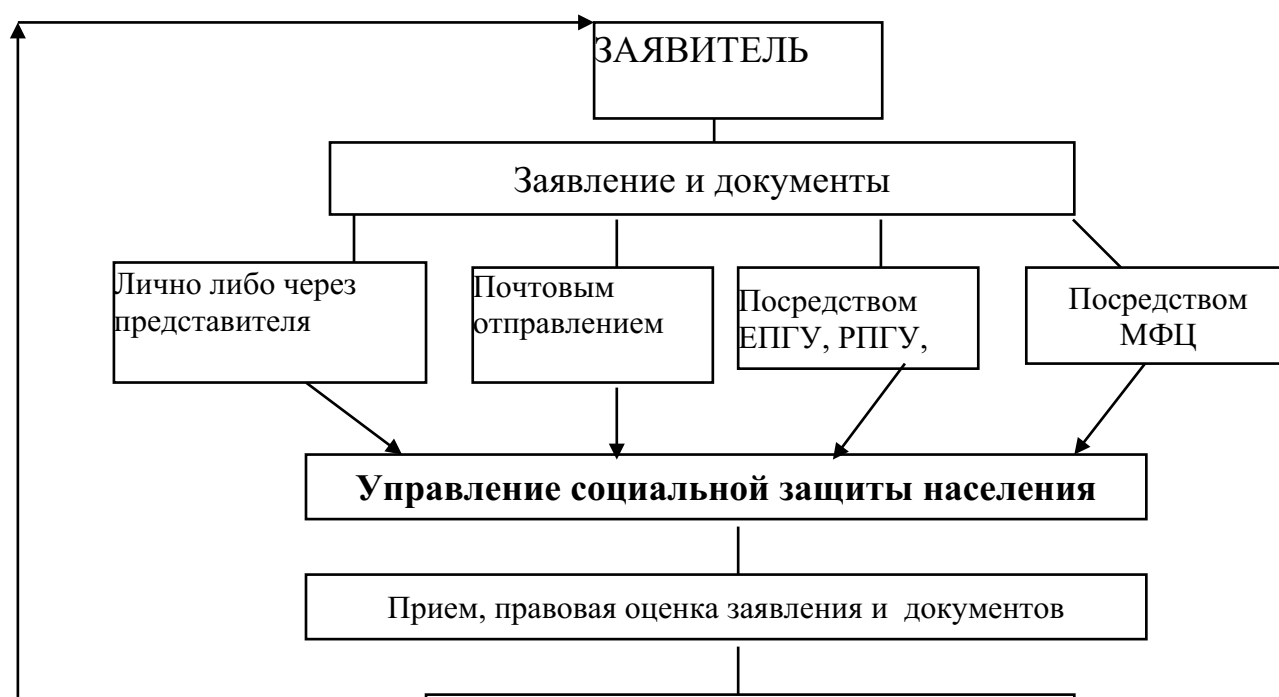 ЗАЯВИТЕЛЬ
Заявление и документы
Лично либо через
представителя
Почтовым
отправлением
Посредством
ЕПГУ, РПГУ,
Посредством
МФЦ
Управление социальной защиты населения
Прием, правовая оценка заявления и документов